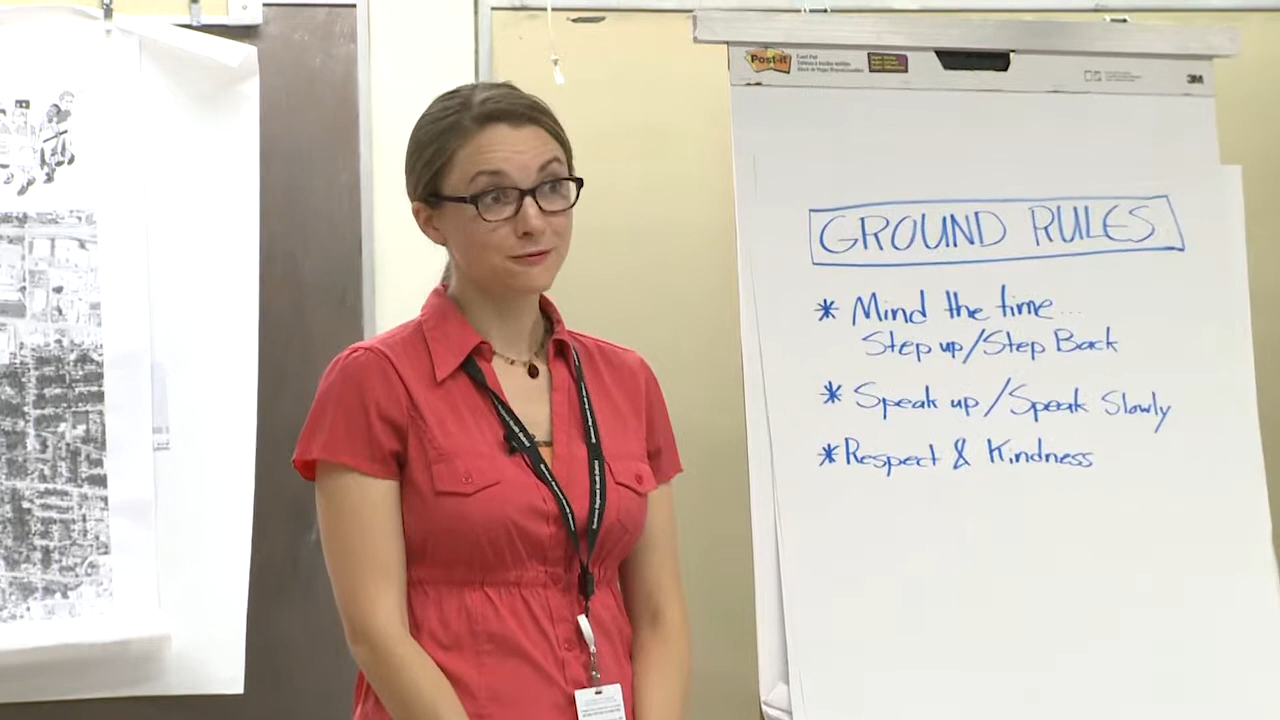 Post-it
3M
GROUND RULES
* Mind the time...
Step up/Step Back
* Speak up/Speak Slowly
* Respect & Kindness